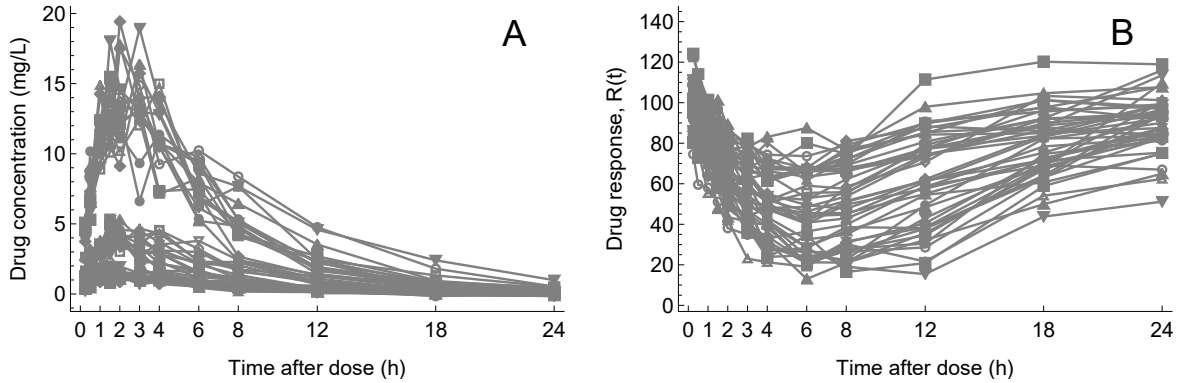 A
Drug concentration (mg/L)
20
15
10
5
0
0 1 2 3 4 6 8 12 18 24
Time after dose (h)
B
Drug response, R(t)
140
120
100
80
60
40
20
0
0 1 2 3 4 6 8 12 18 24
Time after dose (h)